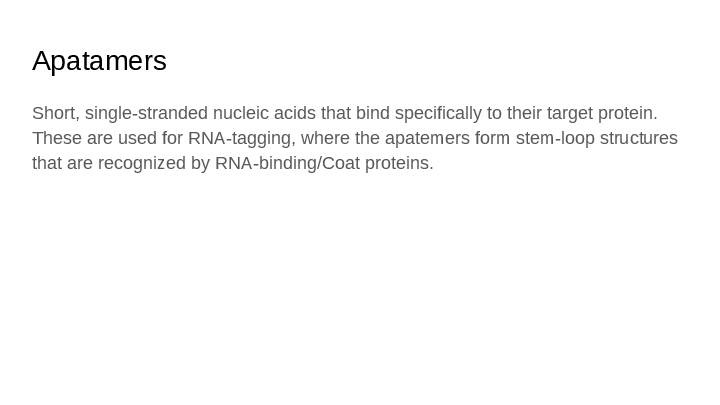 Apatamers
Short, single-stranded nucleic acids that bind specifically to their target protein.
These are used for RNA-tagging, where the apatemers form stem-loop structures
that are recognized by RNA-binding/Coat proteins.